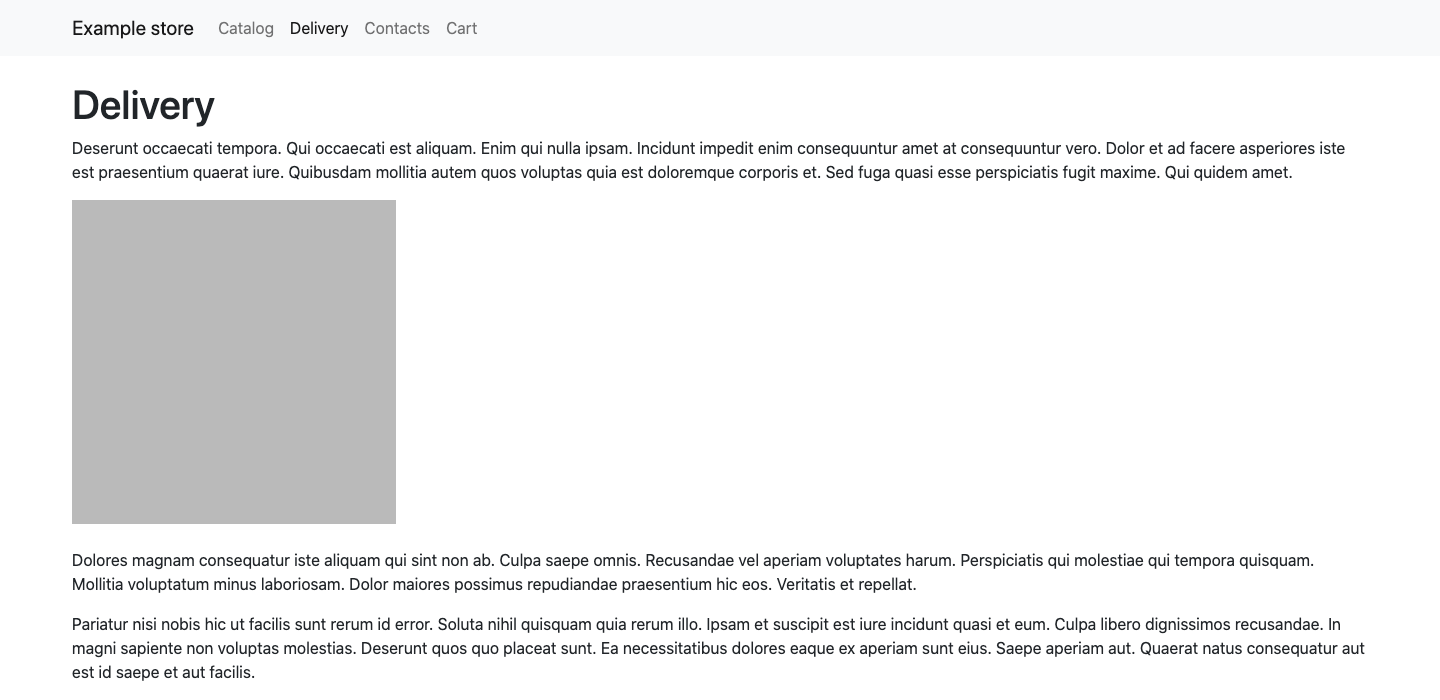 Example store Catalog Delivery Contacts Cart
Delivery
Deserunt occaecati tempora. Qui occaecati est aliquam. Enim qui nulla ipsam. Incidunt impedit enim consequuntur amet at consequuntur vero. Dolor et ad facere asperiores iste
est praesentium quaerat iure. Quibusdam mollitia autem quos voluptas quia est doloremque corporis et. Sed fuga quasi esse perspiciatis fugit maxime. Qui quidem amet.
Dolores magnam consequatur iste aliquam qui sint non ab. Culpa saepe omnis. Recusandae vel aperiam voluptates harum. Perspiciatis qui molestiae qui tempora quisquam.
Mollitia voluptatum minus laboriosam. Dolor maiores possimus repudiandae praesentium hic eos. Veritatis et repellat.
Pariatur nisi nobis hic ut facilis sunt rerum id error. Soluta nihil quisquam quia rerum illo. Ipsam et suscipit est iure incidunt quasi et eum. Culpa libero dignissimos recusandae. In
magni sapiente non voluptas molestias. Deserunt quos quo placeat sunt. Ea necessitatibus dolores eaque ex aperiam sunt eius. Saepe aperiam aut. Quaerat natus consequatur aut
est id saepe et aut facilis.